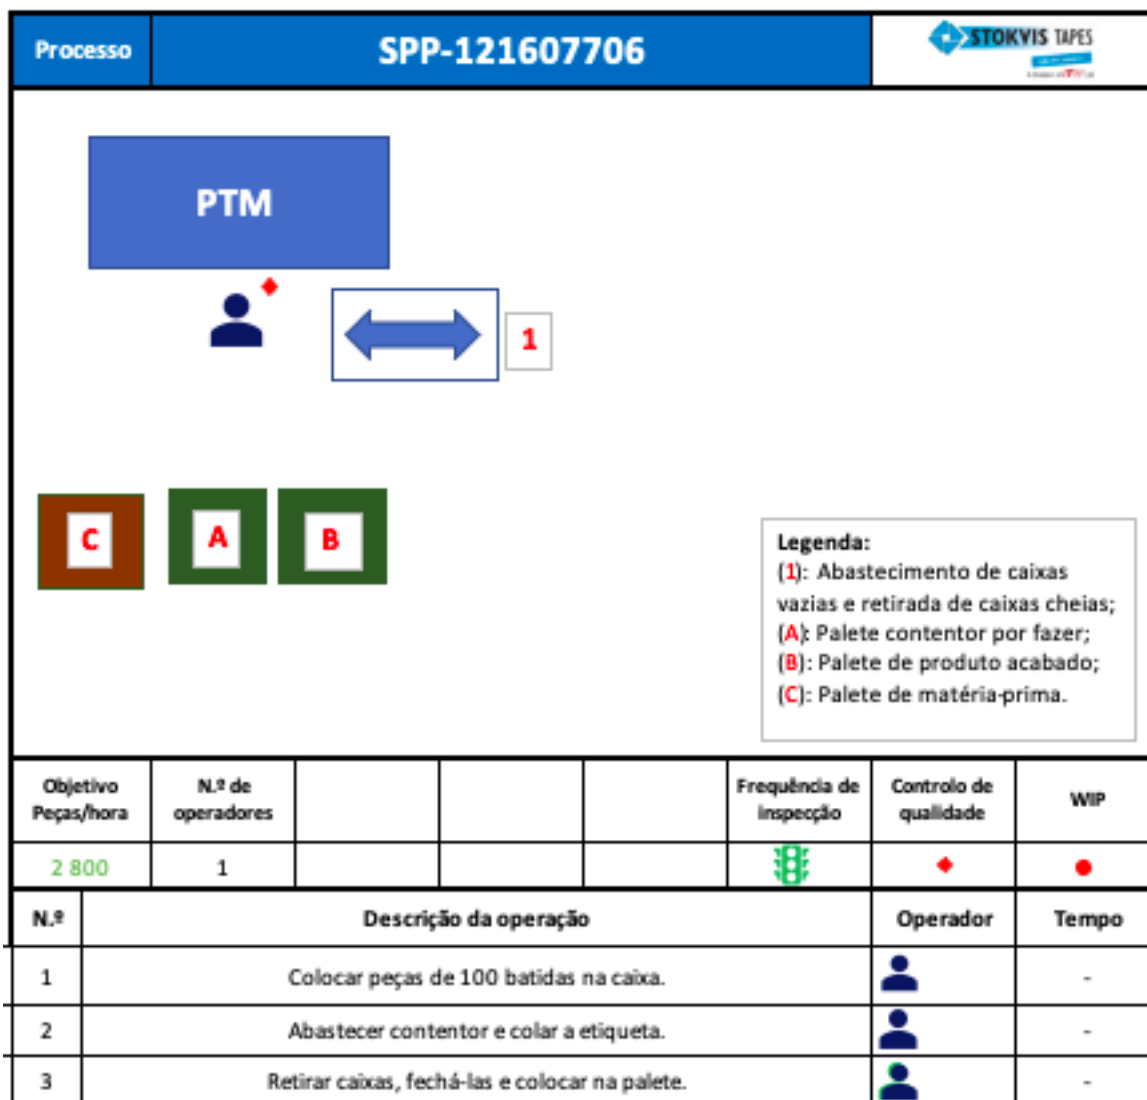 Processo
SPP-121607706
STOKVIS TAPES
PTM
1
C
A
B
Legenda:
(1): Abastecimento de caixas
vazias e retirada de caixas cheias;
(A): Palete contentor por fazer;
(B): Palete de produto acabado;
(C): Palete de matéria-prima.
Objetivo
Peças/hora
N.º de
operadores
Frequência de
inspecção
Controlo de
qualidade
WIP
2 800
1
N.º
Descrição da operação
Operador
Tempo
1
Colocar peças de 100 batidas na caixa.
-
2
Abastecer contentor e colar a etiqueta.
-
3
Retirar caixas, fechá-las e colocar na palete.
-